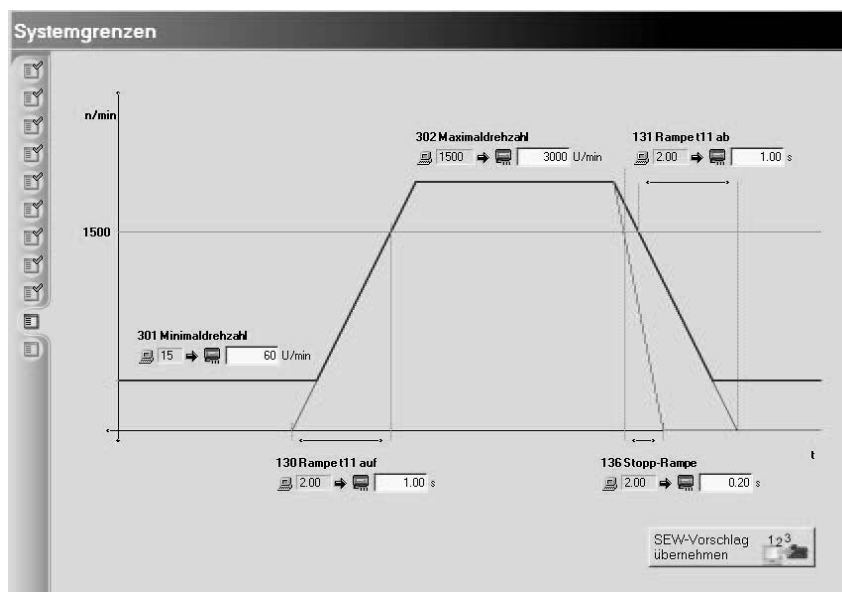 Systemgrenzen
n/min
302 Maximaldrehzahl
1500 3000 U/min
131 Rampe t11 ab
2.00 1.00 s
1500
301 Minimaldrehzahl
15 60 U/min
t
130 Rampe t11 auf
2.00 1.00 s
136 Stopp-Rampe
2.00 0.20 s
SEW-Vorschlag
übernehmen
123